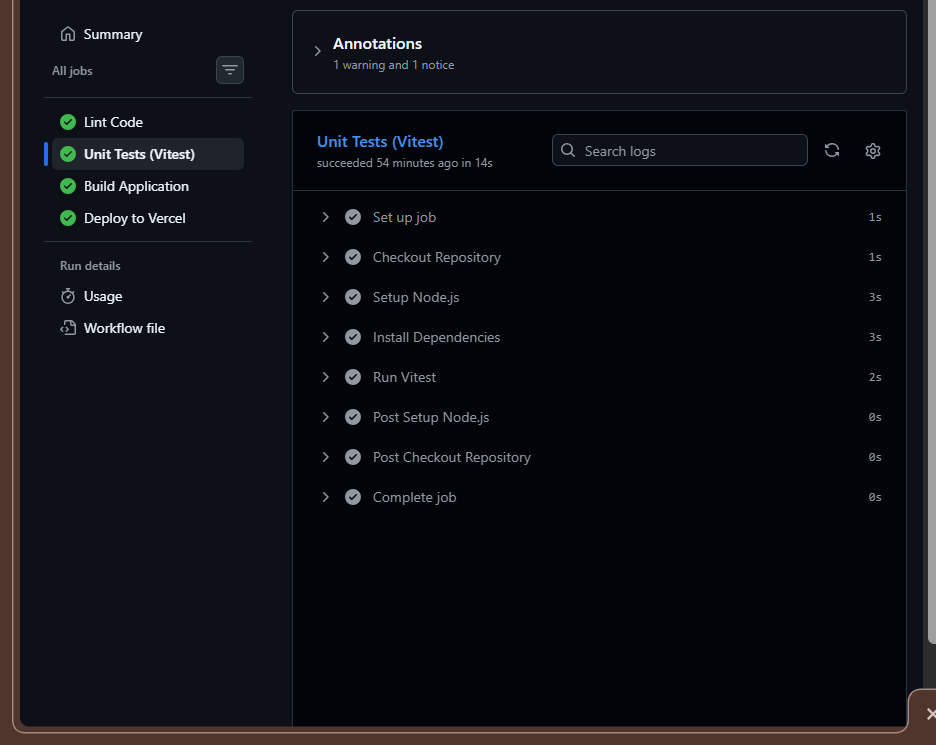 Summary
All jobs
Lint Code
Unit Tests (Vitest)
Build Application
Deploy to Vercel
Run details
Usage
Workflow file
Annotations
1 warning and 1 notice
Unit Tests (Vitest)
succeeded 54 minutes ago in 14s
Search logs
Set up job 1s
Checkout Repository 1s
Setup Node.js 3s
Install Dependencies 3s
Run Vitest 2s
Post Setup Node.js 0s
Post Checkout Repository 0s
Complete job 0s